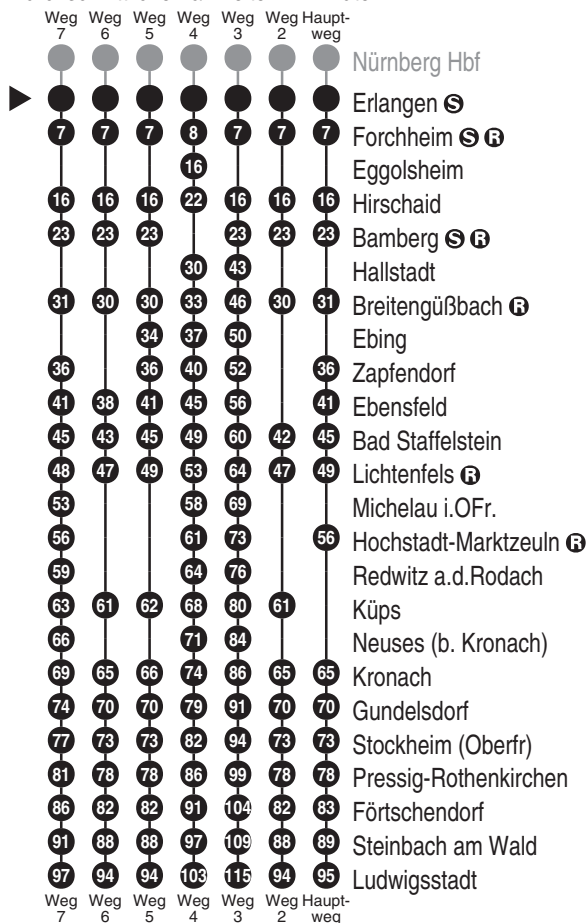 Weg Weg Weg Weg Weg Weg Haupt-
7 6 5 4 3 2 weg
Nürnberg Hbf
Erlangen S
7 7 7 8 7 7 7 Forchheim S R
16 Eggolsheim
16 16 16 22 16 16 16 Hirschaid
23 23 23 23 23 23 Bamberg S R
30 43 Hallstadt
31 30 30 33 46 30 31 Breitengüßbach R
34 37 50 Ebing
36 36 40 52 36 Zapfendorf
41 38 41 45 56 41 Ebensfeld
45 43 45 49 60 42 45 Bad Staffelstein
48 47 49 53 64 47 49 Lichtenfels R
53 58 69 Michelau i.OFr.
56 61 73 56 Hochstadt-Marktzeuln R
59 64 76 Redwitz a.d.Rodach
63 61 62 68 80 61 Küps
66 71 84 Neuses (b. Kronach)
69 65 66 74 86 65 65 Kronach
74 70 70 79 91 70 70 Gundelsdorf
77 73 73 82 94 73 73 Stockheim (Oberfr)
81 78 78 86 99 78 78 Pressig-Rothenkirchen
86 82 82 91 104 82 83 Förtschendorf
91 88 88 97 109 88 89 Steinbach am Wald
97 94 94 103 115 94 95 Ludwigsstadt
Weg Weg Weg Weg Weg Weg Haupt-
7 6 5 4 3 2 weg